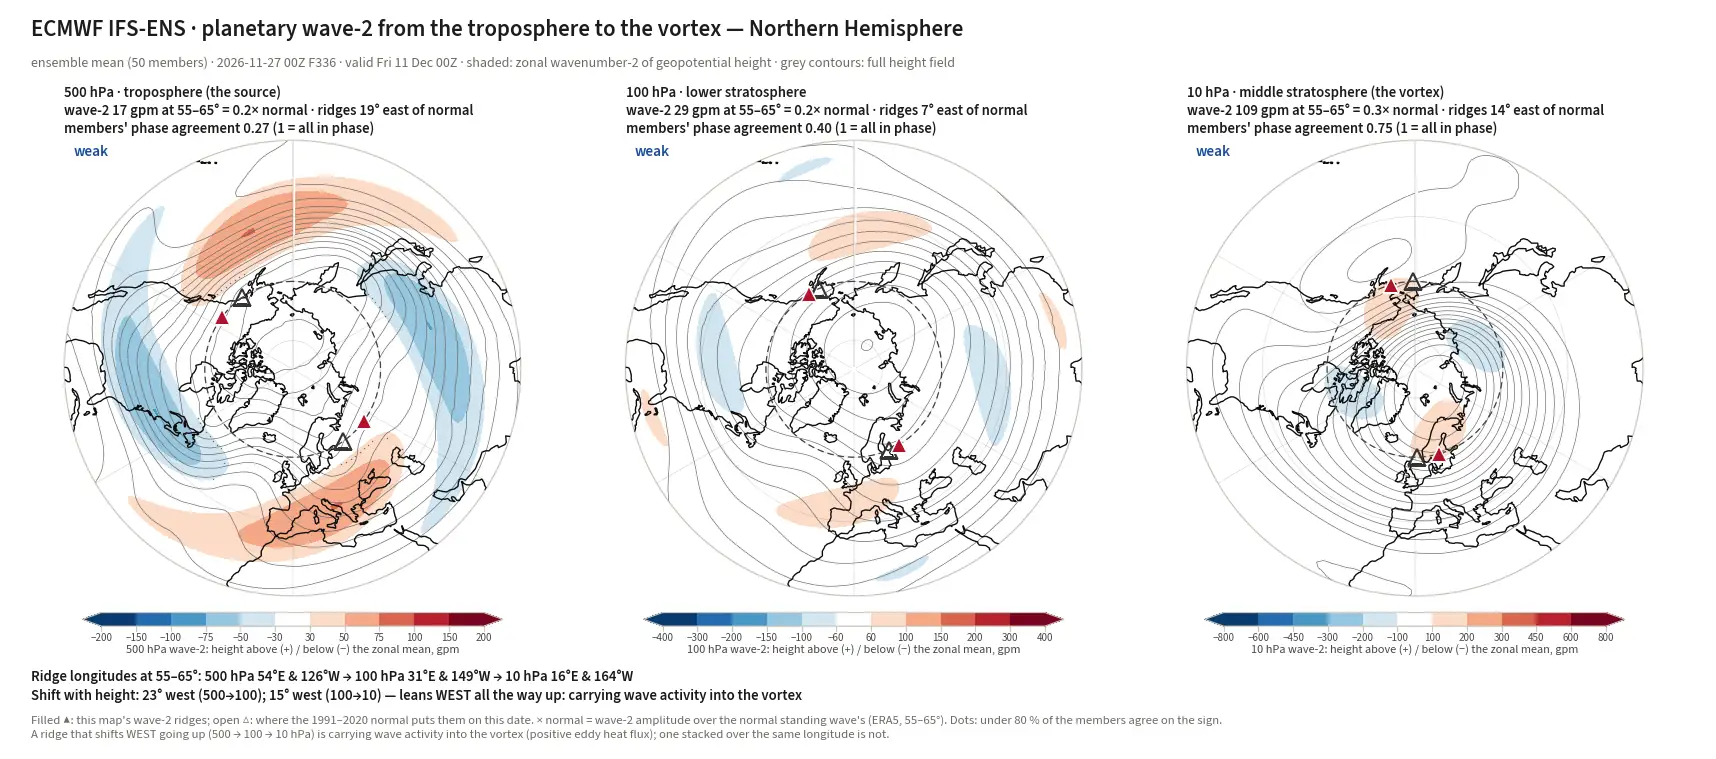 ECMWF IFS-ENS · planetary wave-2 from the troposphere to the vortex — Northern Hemisphere
ensemble mean (50 members) · 2026-11-27 00Z F336 · valid Fri 11 Dec 00Z · shaded: zonal wavenumber-2 of geopotential height · grey contours: full height field
500 hPa · troposphere (the source)
wave-2 17 gpm at 55–65° = 0.2× normal · ridges 19° east of normal
members' phase agreement 0.27 (1 = all in phase)
weak
100 hPa · lower stratosphere
wave-2 29 gpm at 55–65° = 0.2× normal · ridges 7° east of normal
members' phase agreement 0.40 (1 = all in phase)
weak
10 hPa · middle stratosphere (the vortex)
wave-2 109 gpm at 55–65° = 0.3× normal · ridges 14° east of normal
members' phase agreement 0.75 (1 = all in phase)
weak
−200 −150 −100 −75 −50 −30 30 50 75 100 150 200
500 hPa wave-2: height above (+) / below (−) the zonal mean, gpm
−400 −300 −200 −150 −100 −60 60 100 150 200 300 400
100 hPa wave-2: height above (+) / below (−) the zonal mean, gpm
−800 −600 −450 −300 −200 −100 100 200 300 450 600 800
10 hPa wave-2: height above (+) / below (−) the zonal mean, gpm
Ridge longitudes at 55–65°: 500 hPa 54°E & 126°W → 100 hPa 31°E & 149°W → 10 hPa 16°E & 164°W
Shift with height: 23° west (500→100); 15° west (100→10) — leans WEST all the way up: carrying wave activity into the vortex
Filled ▲: this map's wave-2 ridges; open △: where the 1991–2020 normal puts them on this date. × normal = wave-2 amplitude over the normal standing wave's (ERA5, 55–65°). Dots: under 80 % of the members agree on the sign.
A ridge that shifts WEST going up (500 → 100 → 10 hPa) is carrying wave activity into the vortex (positive eddy heat flux); one stacked over the same longitude is not.